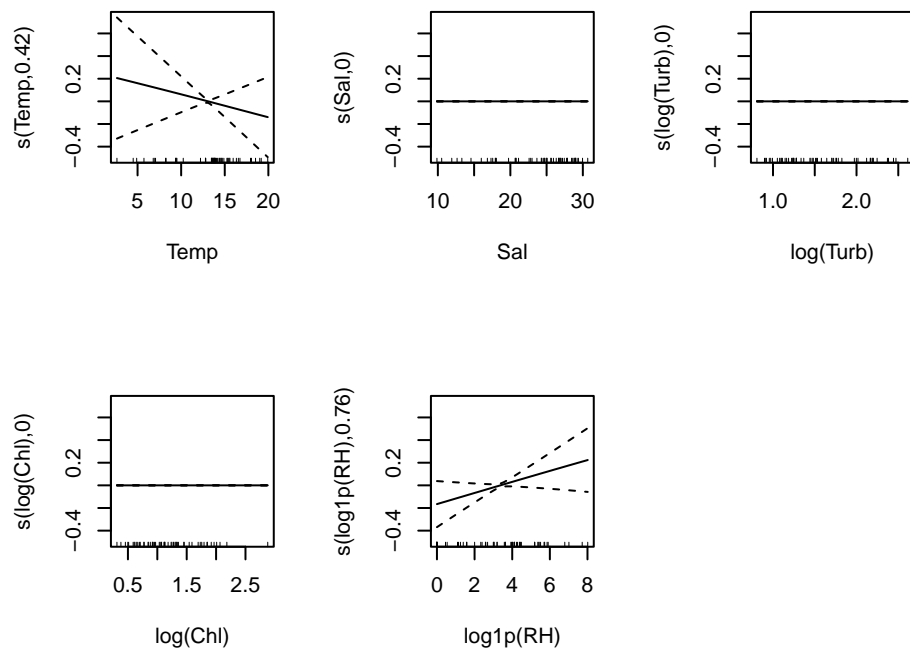 s(Temp,0.42)
0.2
−0.4
5 10 15 20
Temp
s(Sal,0)
0.2
−0.4
10 20 30
Sal
s(log(Turb),0)
0.2
−0.4
1.0 2.0
log(Turb)
s(log(Chl),0)
0.2
−0.4
0.5 1.5 2.5
log(Chl)
s(log1p(RH),0.76)
0.2
−0.4
0 2 4 6 8
log1p(RH)